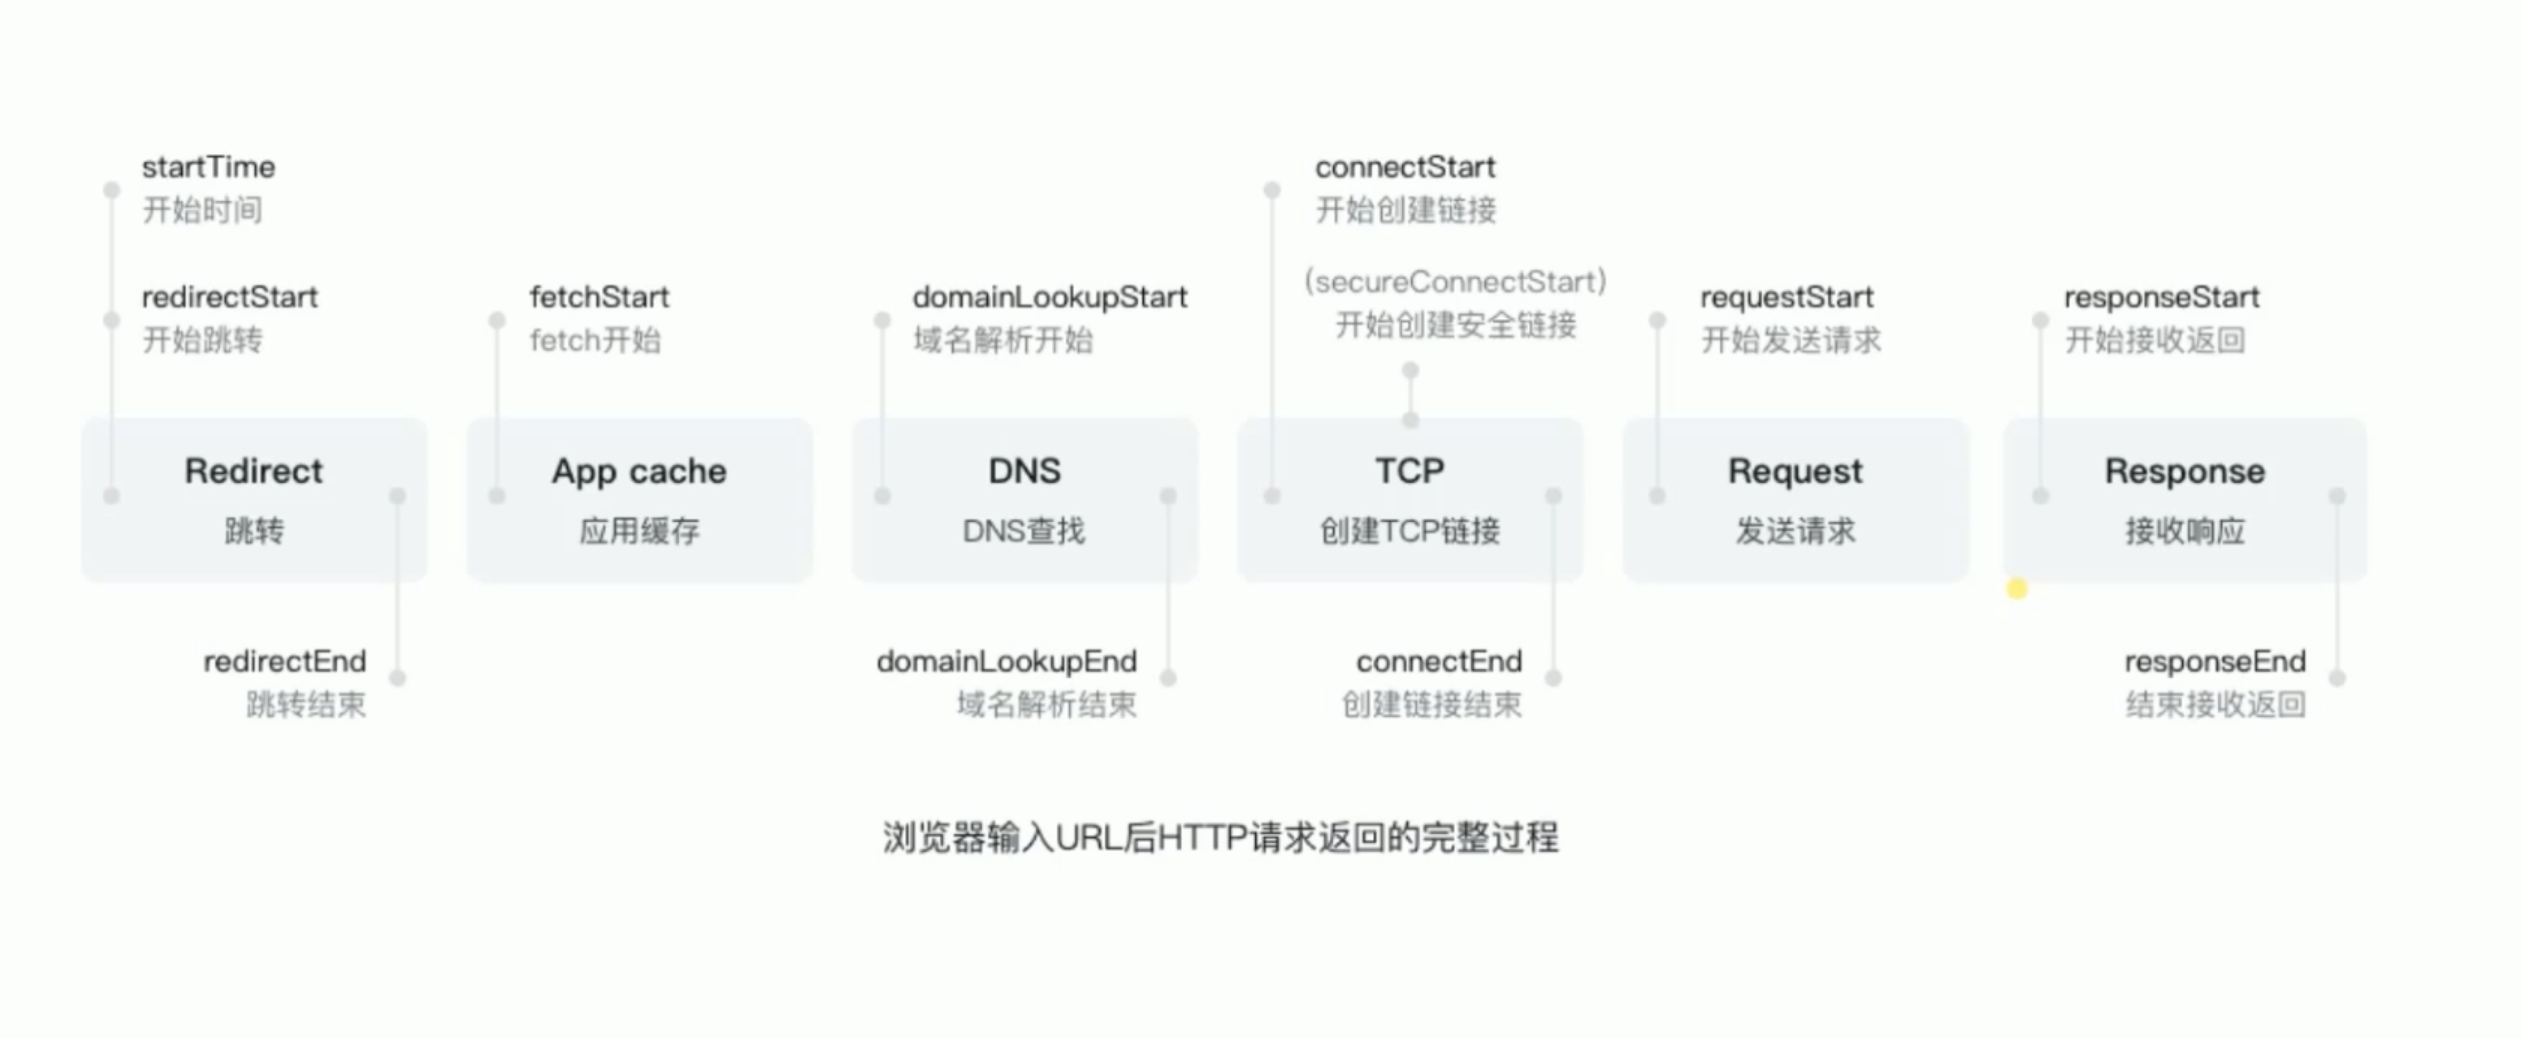 startTime
开始时间
connectStart
开始创建链接
(secureConnectStart)
开始创建安全链接
redirectStart
开始跳转
fetchStart
fetch开始
domainLookupStart
域名解析开始
requestStart
开始发送请求
responseStart
开始接收返回
Redirect
跳转
App cache
应用缓存
DNS
DNS查找
TCP
创建TCP链接
Request
发送请求
Response
接收响应
redirectEnd
跳转结束
domainLookupEnd
域名解析结束
connectEnd
创建链接结束
responseEnd
结束接收返回
浏览器输入URL后HTTP请求返回的完整过程